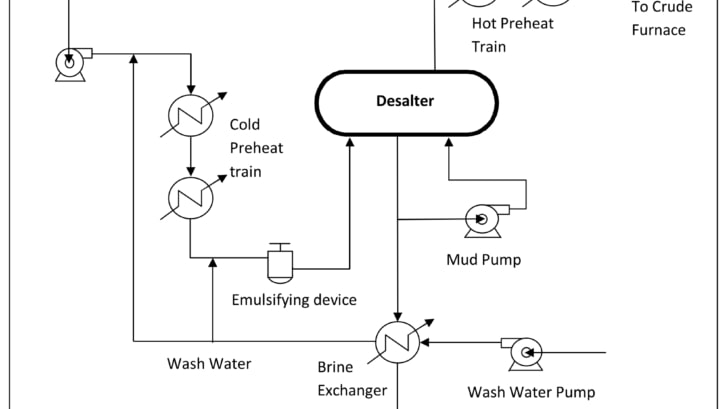 To Crude
Furnace
Hot Preheat
Train
Desalter
Cold
Preheat
train
Mud Pump
Emulsifying device
Wash Water
Brine
Exchanger
Wash Water Pump